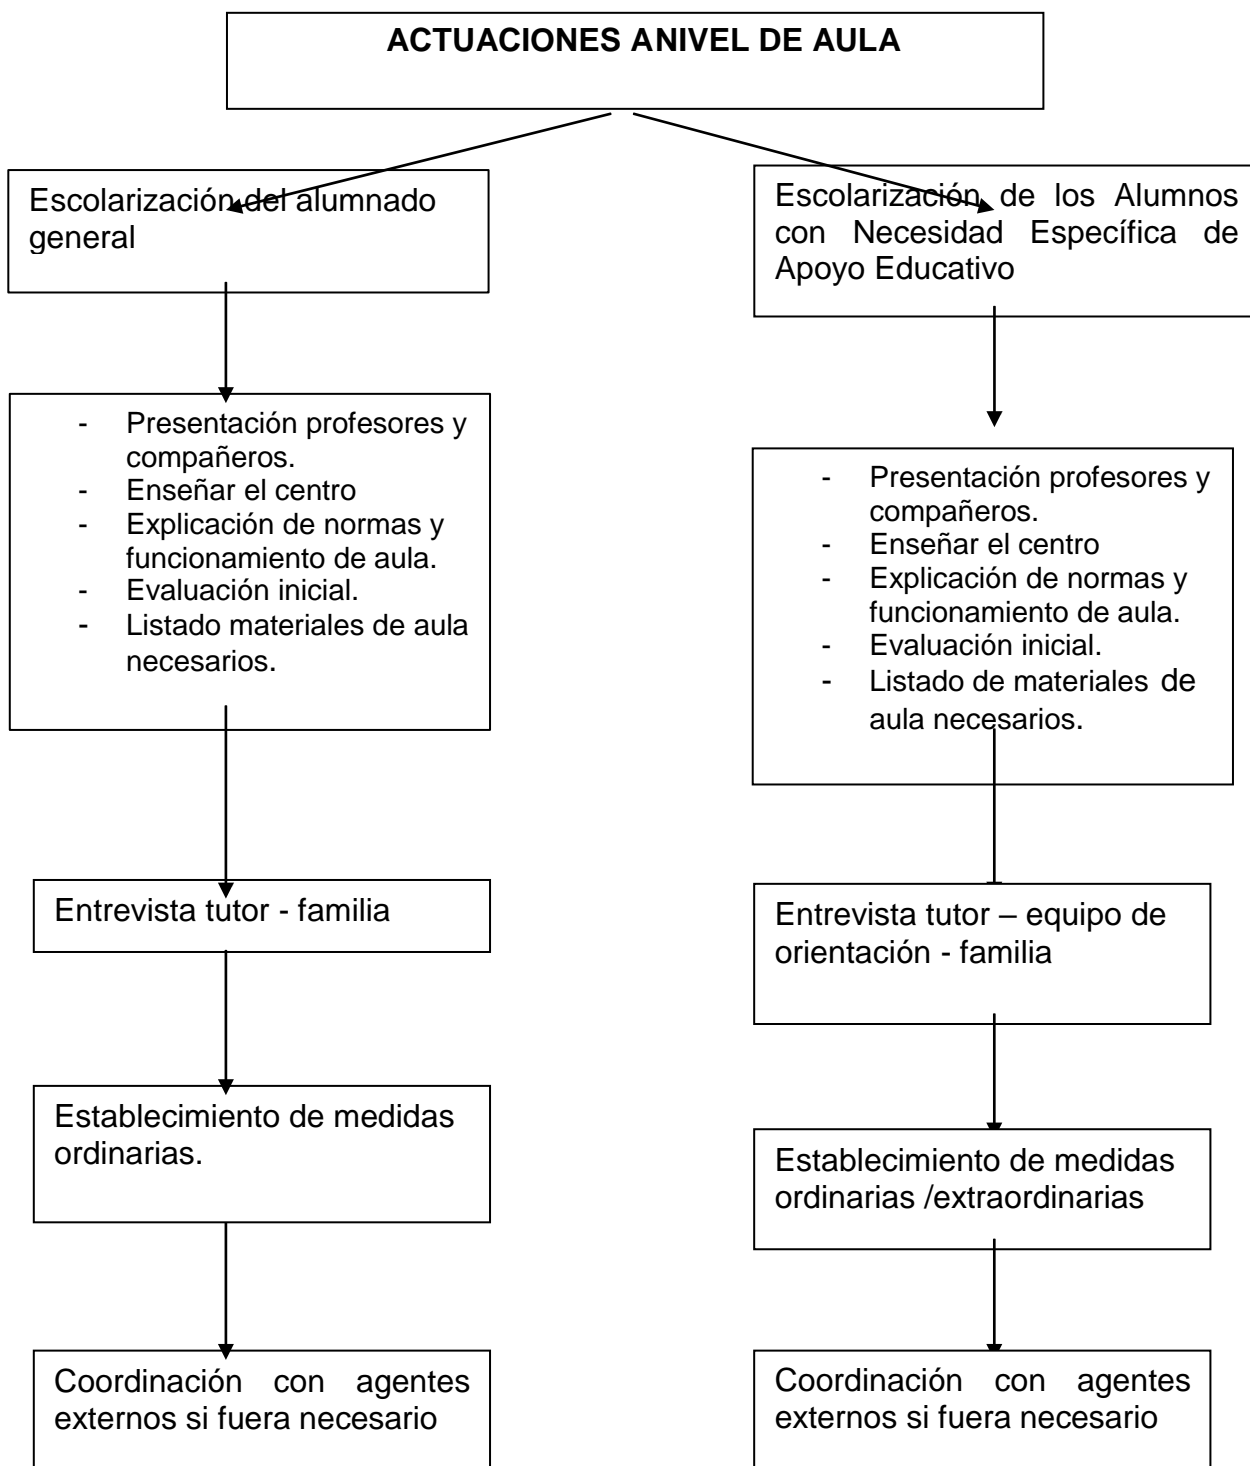 ACTUACIONES ANIVEL DE AULA
Escolarización del alumnado
general
- Presentación profesores y
compañeros.
- Enseñar el centro
- Explicación de normas y
funcionamiento de aula.
- Evaluación inicial.
- Listado materiales de aula
necesarios.
Entrevista tutor - familia
Establecimiento de medidas
ordinarias.
Coordinación con agentes
externos si fuera necesario
Escolarización de los Alumnos
con Necesidad Específica de
Apoyo Educativo
- Presentación profesores y
compañeros.
- Enseñar el centro
- Explicación de normas y
funcionamiento de aula.
- Evaluación inicial.
- Listado de materiales de
aula necesarios.
Entrevista tutor – equipo de
orientación - familia
Establecimiento de medidas
ordinarias /extraordinarias
Coordinación con agentes
externos si fuera necesario